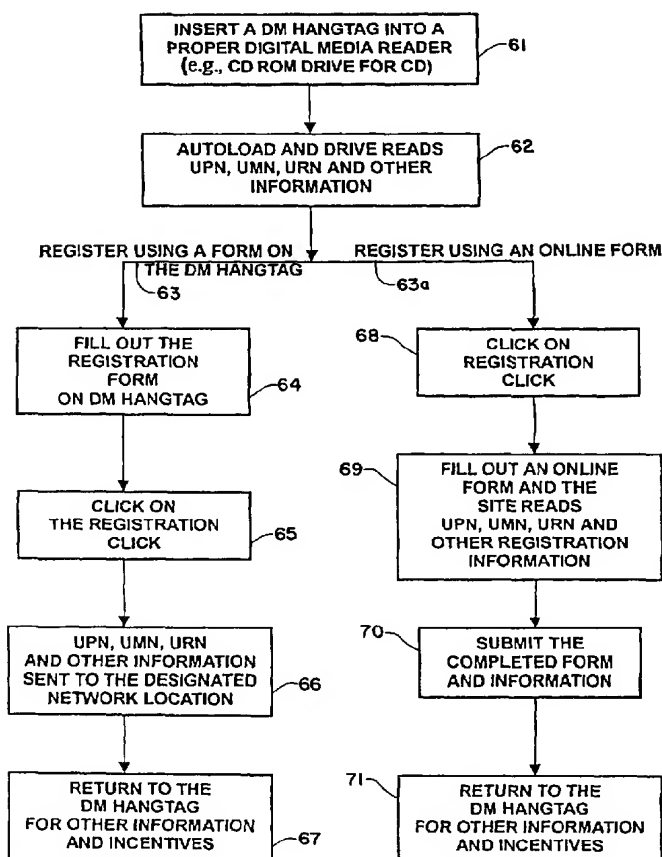 INSERT A DM HANGTAG INTO A
PROPER DIGITAL MEDIA READER
(e.g., CD ROM DRIVE FOR CD)
61
AUTOLOAD AND DRIVE READS
UPN, UMN, URN AND OTHER
INFORMATION
62
REGISTER USING A FORM ON
THE DM HANGTAG
63
REGISTER USING AN ONLINE FORM
63a
FILL OUT THE
REGISTRATION
FORM
ON DM HANGTAG
64
68
CLICK ON
REGISTRATION
CLICK
CLICK ON
THE REGISTRATION
CLICK
65
69
FILL OUT AN ONLINE
FORM AND THE
SITE READS
UPN, UMN, URN AND
OTHER REGISTRATION
INFORMATION
UPN, UMN, URN
AND OTHER INFORMATION
SENT TO THE DESIGNATED
NETWORK LOCATION
66
70
SUBMIT THE
COMPLETED FORM
AND INFORMATION
RETURN TO THE
DM HANGTAG
FOR OTHER INFORMATION
AND INCENTIVES
67
71
RETURN TO THE
DM HANGTAG
FOR OTHER INFORMATION
AND INCENTIVES